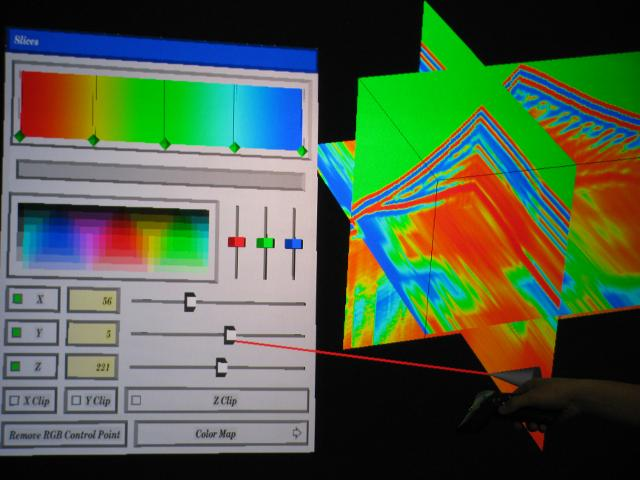 Slices
X 56
Y 5
Z 221
X Clip Y Clip Z Clip
Remove RGB Control Point Color Map